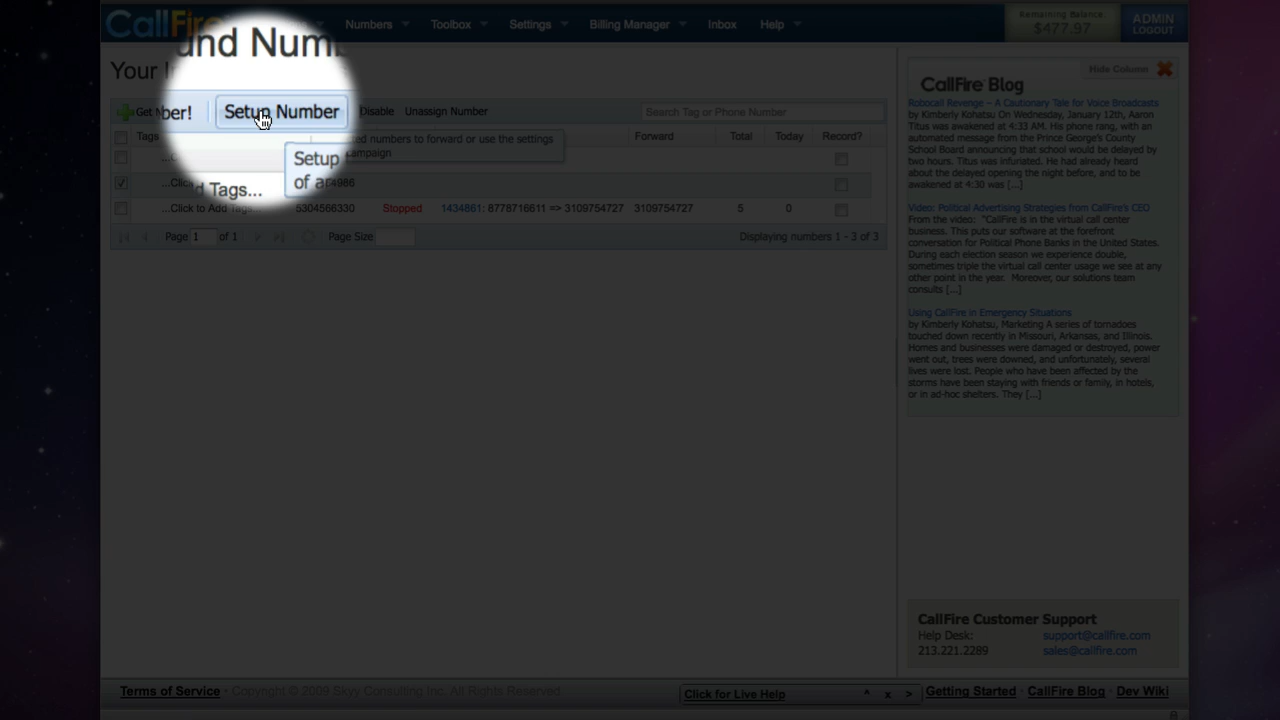 CallFire
Numbers Toolbox Settings Billing Manager Inbox Help
Remaining Balance:
$477.97
ADMIN
LOGOUT
Your I
und Numb
Get
ber!
Setup Number
Disable Unassign Number
Search Tag or Phone Number
Tags
Forward Total Today Record?
ed numbers to forward or use the settings
campaign
Setup
of a
...Click
d Tags...
4986
...Click to Add Tags... 5304566330 Stopped 1434861: 8778716611 => 3109754727 3109754727 5 0
Page 1 of 1 Page Size
Displaying numbers 1 - 3 of 3
Hide Column
CallFire Blog
Robocall Revenge – A Cautionary Tale for Voice Broadcasts
by Kimberly Kohatsu On Wednesday, January 12th, Aaron
Titus was awakened at 4:33 AM. His phone rang, with an
automated message from the Prince George's County
School Board announcing that school would be delayed by
two hours. Titus was infuriated. He had already heard
about the delayed opening the night before, and to be
awakened at 4:30 was [...]
Video: Political Advertising Strategies from CallFire's CEO
From the video: "CallFire is in the virtual call center
business. This puts our software at the forefront
conversation for Political Phone Banks in the United States.
During each election season we experience double,
sometimes triple the virtual call center usage we see at any
other point in the year. Moreover, our solutions team
consults [...]
Using CallFire in Emergency Situations
by Kimberly Kohatsu, Marketing A series of tornadoes
touched down recently in Missouri, Arkansas, and Illinois.
Homes and businesses were damaged or destroyed, power
went out, trees were downed, and unfortunately, several
lives were lost. People who have been affected by the
storms have been staying with friends or family, in hotels,
or in ad-hoc shelters. They [...]
CallFire Customer Support
Help Desk: support@callfire.com
213.221.2289 sales@callfire.com
Terms of Service - Copyright © 2009 Skyy Consulting Inc. All Rights Reserved
Click for Live Help ^ x >
Getting Started · CallFire Blog · Dev Wiki